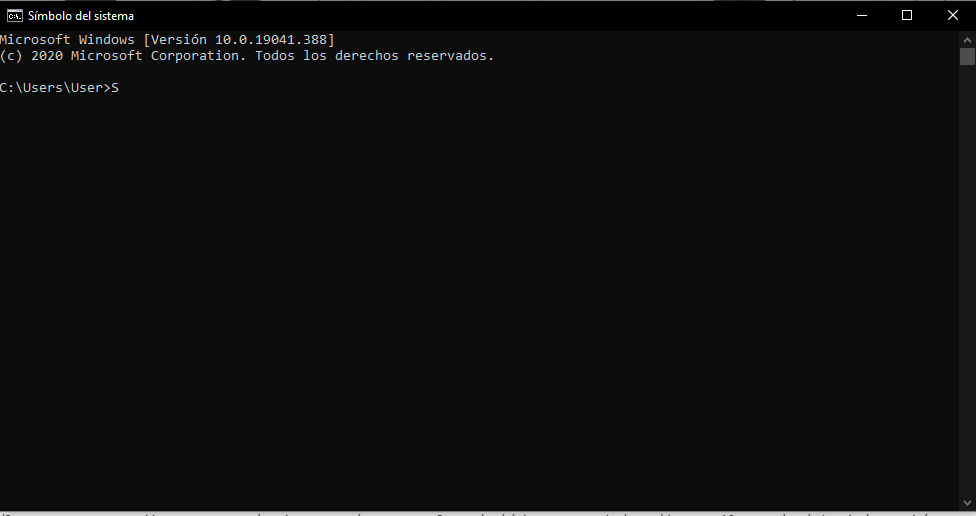 Símbolo del sistema
Microsoft Windows [Versión 10.0.19041.388]
(c) 2020 Microsoft Corporation. Todos los derechos reservados.
C:\Users\User>S